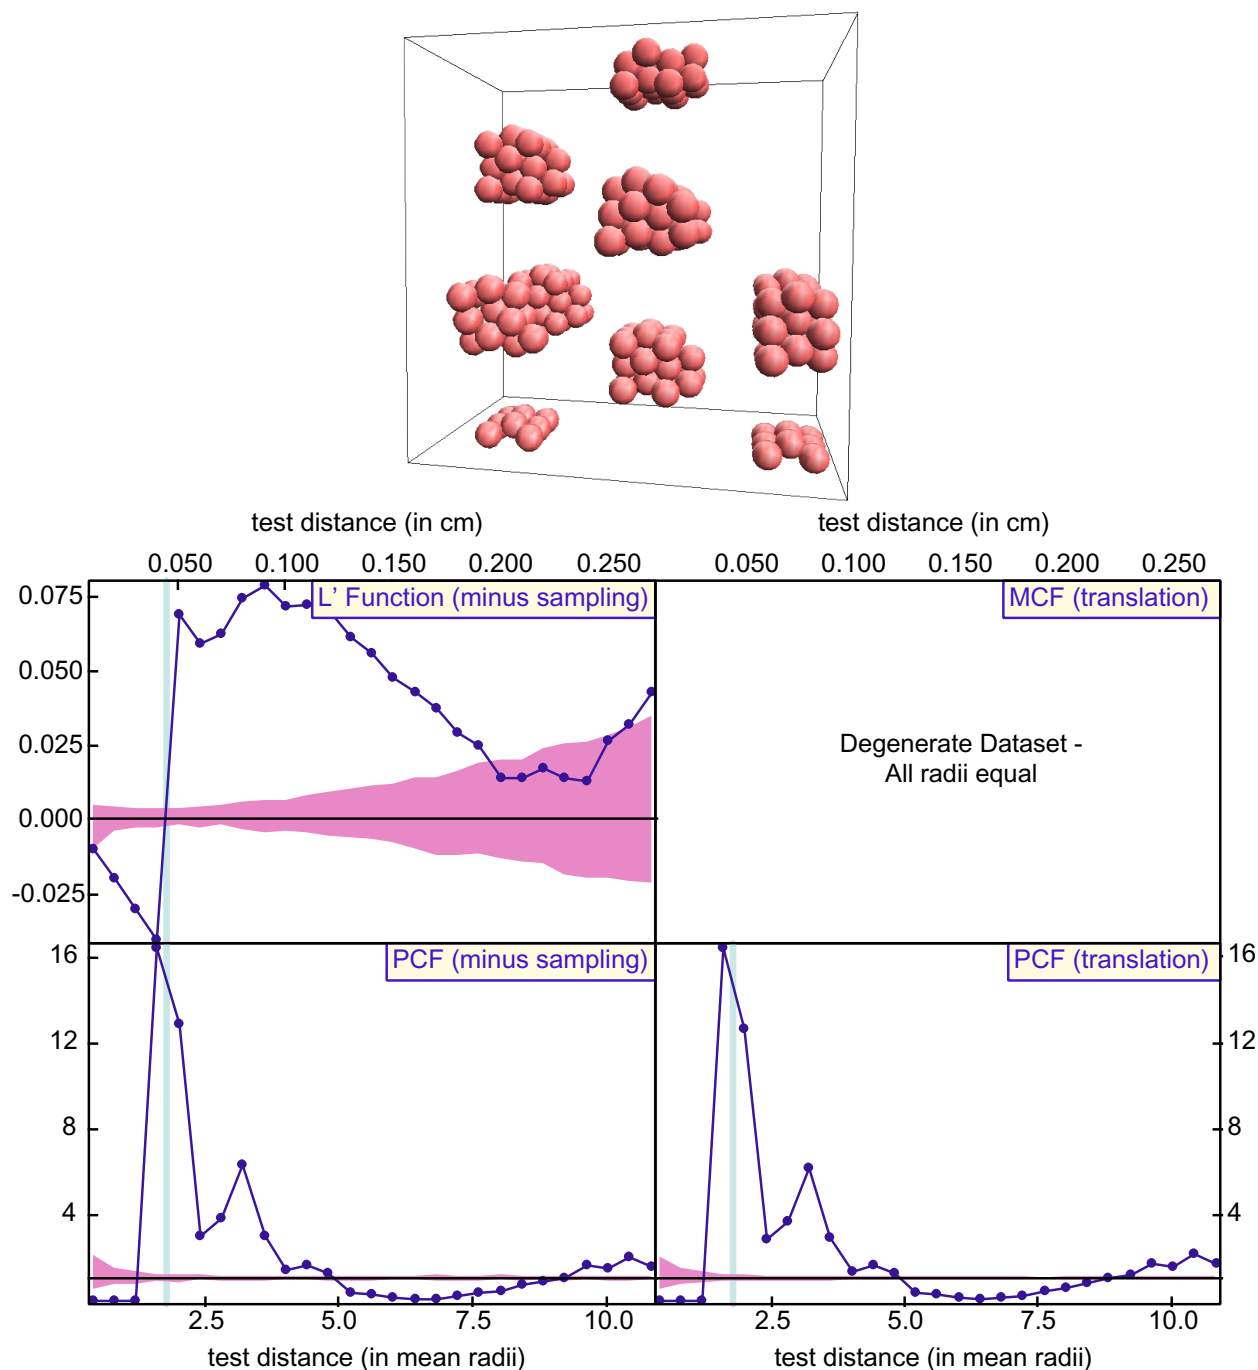 test distance (in cm)
test distance (in cm)
0.050 0.100 0.150 0.200 0.250
0.050 0.100 0.150 0.200 0.250
L’ Function (minus sampling)
MCF (translation)
0.075
0.050
0.025
0.000
-0.025
Degenerate Dataset -
All radii equal
PCF (minus sampling)
PCF (translation)
16
12
8
4
16
12
8
4
2.5 5.0 7.5 10.0
2.5 5.0 7.5 10.0
test distance (in mean radii)
test distance (in mean radii)